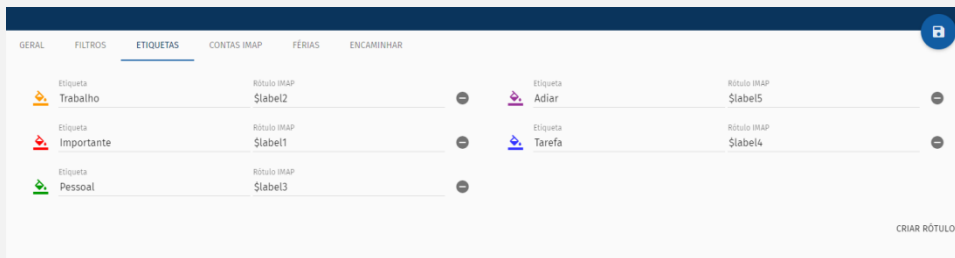 GERAL FILTROS ETIQUETAS CONTAS IMAP FÉRIAS ENCAMINHAR
Etiqueta Rótulo IMAP Etiqueta Rótulo IMAP
Trabalho $label2 Adiar $label5
Etiqueta Rótulo IMAP Etiqueta Rótulo IMAP
Importante $label1 Tarefa $label4
Etiqueta Rótulo IMAP
Pessoal $label3
CRIAR RÓTULO